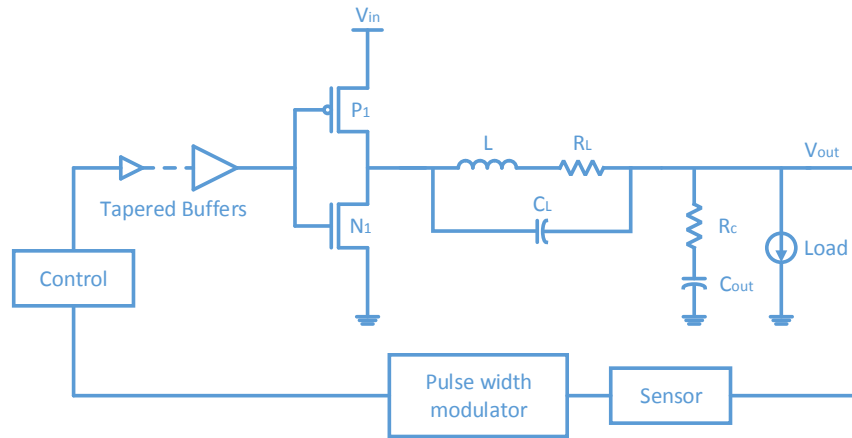 Vin
P1
L
RL
Vout
Tapered Buffers
N1
CL
Rc
Load
Control
Cout
Pulse width
modulator
Sensor